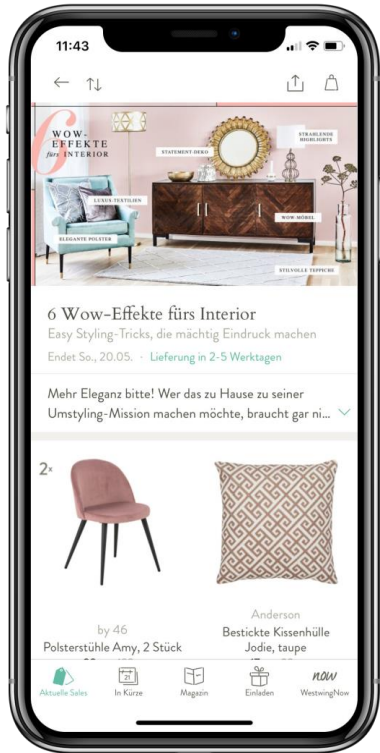 11:43
6
WOW-
EFFEKTE
fürs INTERIOR
STATEMENT-DEKO
STRAHLENDE
HIGHLIGHTS
LUXUS-TEXTILIEN
WOW-MÖBEL
ELEGANTE POLSTER
STILVOLLE TEPPICHE
6 Wow-Effekte fürs Interior
Easy Styling-Tricks, die mächtig Eindruck machen
Endet So., 20.05. · Lieferung in 2-5 Werktagen
Mehr Eleganz bitte! Wer das zu Hause zu seiner
Umstyling-Mission machen möchte, braucht gar ni...
2x
by 46
Polsterstühle Amy, 2 Stück
Anderson
Bestickte Kissenhülle
Jodie, taupe
21
Aktuelle Sales
In Kürze
Magazin
Einladen
now
WestwingNow